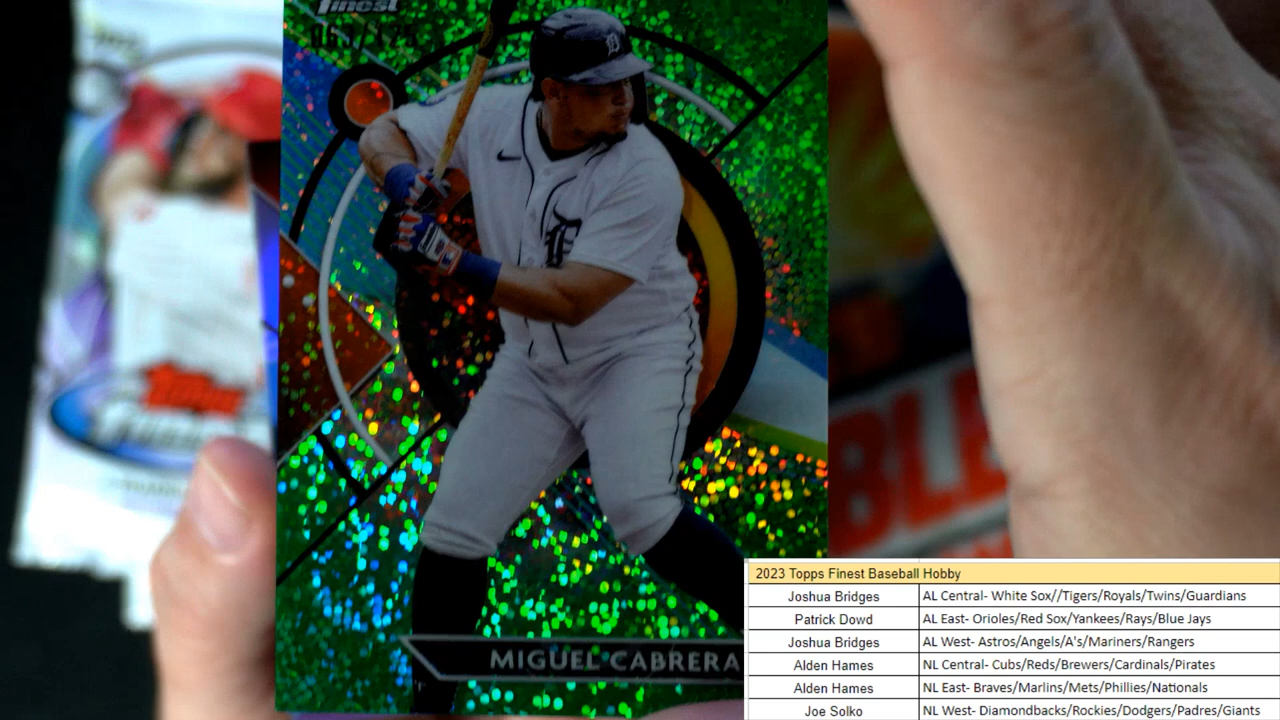 finest
063/125
D
D
MIGUEL CABRERA
TOPPS
BLE
2023 Topps Finest Baseball Hobby
Joshua Bridges AL Central- White Sox//Tigers/Royals/Twins/Guardians
Patrick Dowd AL East- Orioles/Red Sox/Yankees/Rays/Blue Jays
Joshua Bridges AL West- Astros/Angels/A's/Mariners/Rangers
Alden Hames NL Central- Cubs/Reds/Brewers/Cardinals/Pirates
Alden Hames NL East- Braves/Marlins/Mets/Phillies/Nationals
Joe Solko NL West- Diamondbacks/Rockies/Dodgers/Padres/Giants